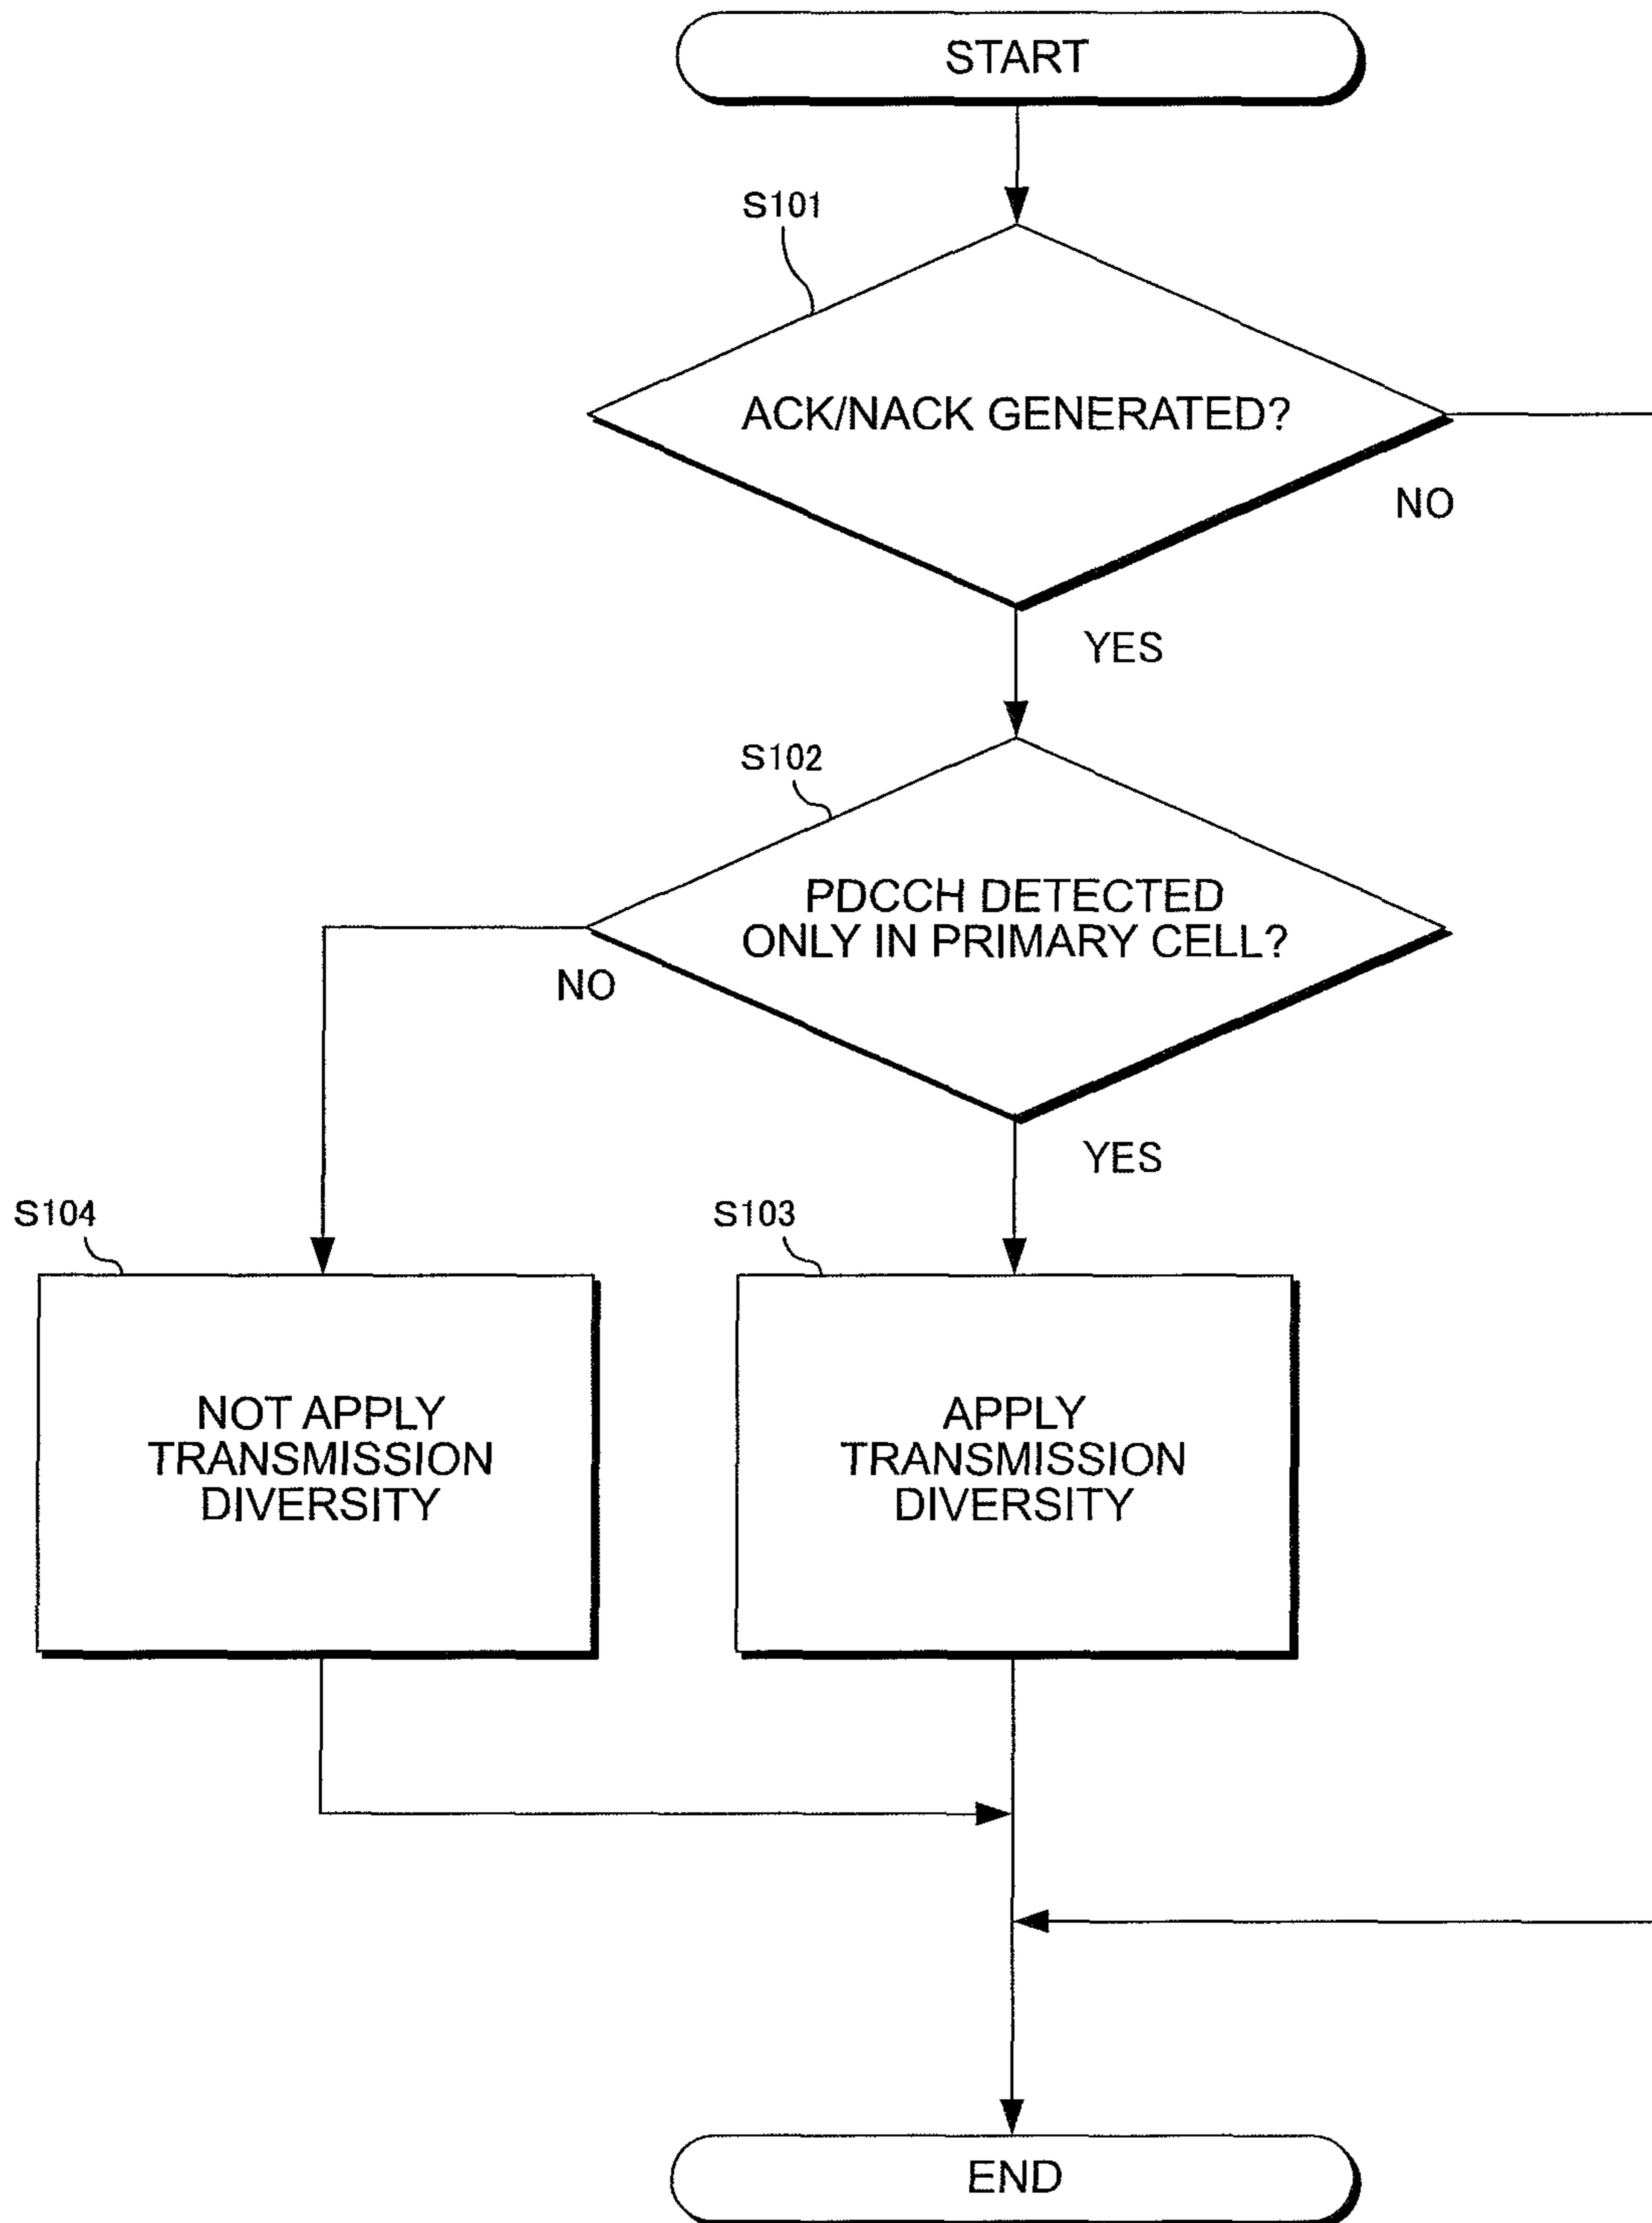 START
S101
ACK/NACK GENERATED?
NO
YES
S102
PDCCH DETECTED
ONLY IN PRIMARY CELL?
NO
YES
S104
S103
NOT APPLY
TRANSMISSION
DIVERSITY
APPLY
TRANSMISSION
DIVERSITY
END